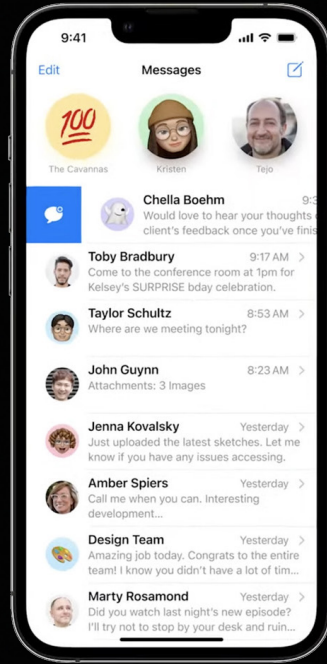 9:41
Edit
Messages
100
The Cavannas
Kristen
Tejo
Chella Boehm
Would love to hear your thoughts
client's feedback once you've
Toby Bradbury
9:17 AM
Come to the conference room at 1pm for
Kelsey's SURPRISE bday celebration.
Taylor Schultz
8:53 AM
Where are we meeting tonight?
John Guynn
8:23 AM
Attachments: 3 Images
Jenna Kovalsky
Yesterday
Just uploaded the latest sketches. Let me
know if you have any issues accessing.
Amber Spiers
Yesterday
Call me when you can. Interesting
development...
Design Team
Yesterday
Amazing job today. Congrats to the entire
team! I know you didn't have a lot of tim...
Marty Rosamond
Yesterday
Did you watch last night's new episode?
I'll try not to stop by your desk and ruin...